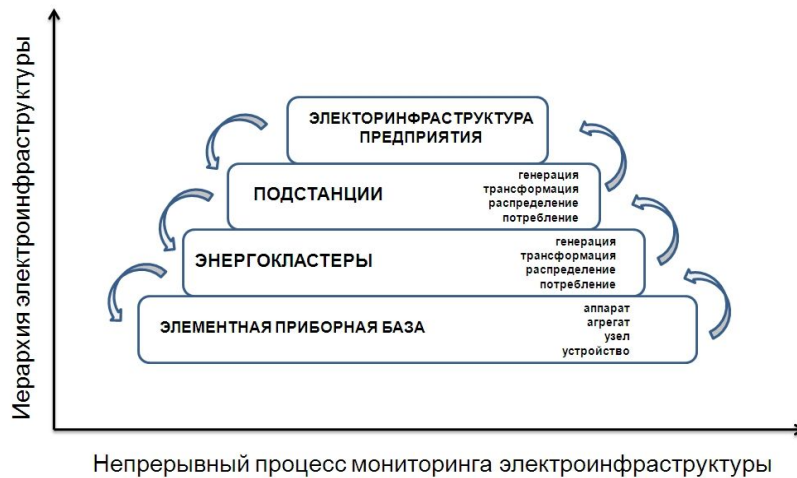 Иерархия электроинфраструктуры
ЭЛЕКТОРИНФРАСТРУКТУРА
ПРЕДПРИЯТИЯ
ПОДСТАНЦИИ
генерация
трансформация
распределение
потребление
ЭНЕРГОКЛАСТЕРЫ
генерация
трансформация
распределение
потребление
ЭЛЕМЕНТНАЯ ПРИБОРНАЯ БАЗА
аппарат
агрегат
узел
устройство
Непрерывный процесс мониторинга электроинфраструктуры